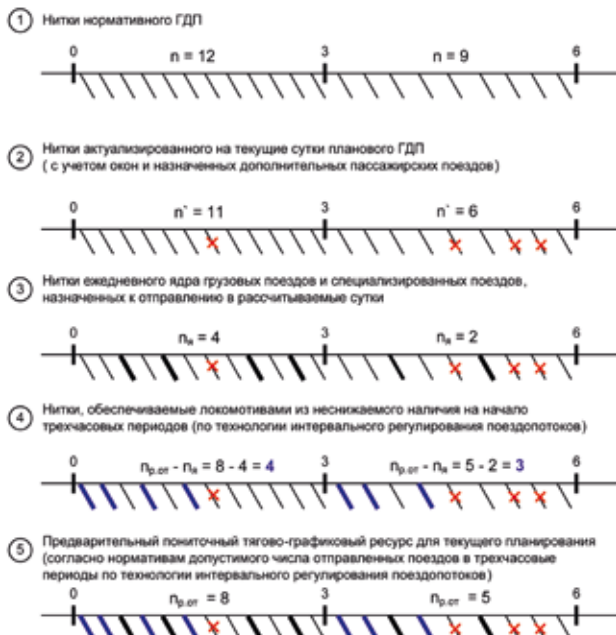 1 Нитки нормативного ГДП
0 3 6
n = 12 n = 9
2 Нитки актуализированного на текущие сутки планового ГДП
( с учетом окон и назначенных дополнительных пассажирских поездов)
0 3 6
n` = 11 n` = 6
3 Нитки ежедневного ядра грузовых поездов и специализированных поездов,
назначенных к отправлению в рассчитываемые сутки
0 3 6
nя = 4 nя = 2
4 Нитки, обеспечиваемые локомотивами из неснижаемого наличия на начало
трехчасовых периодов (по технологии интервального регулирования поездопотоков)
0 3 6
nр.от - nя = 8 - 4 = 4 nр.от - nя = 5 - 2 = 3
5 Предварительный пониточный тягово-графиковый ресурс для текущего планирования
(согласно нормативам допустимого числа отправленных поездов в трехчасовые
периоды по технологии интервального регулирования поездопотоков)
0 3 6
nр.от = 8 nр.от = 5